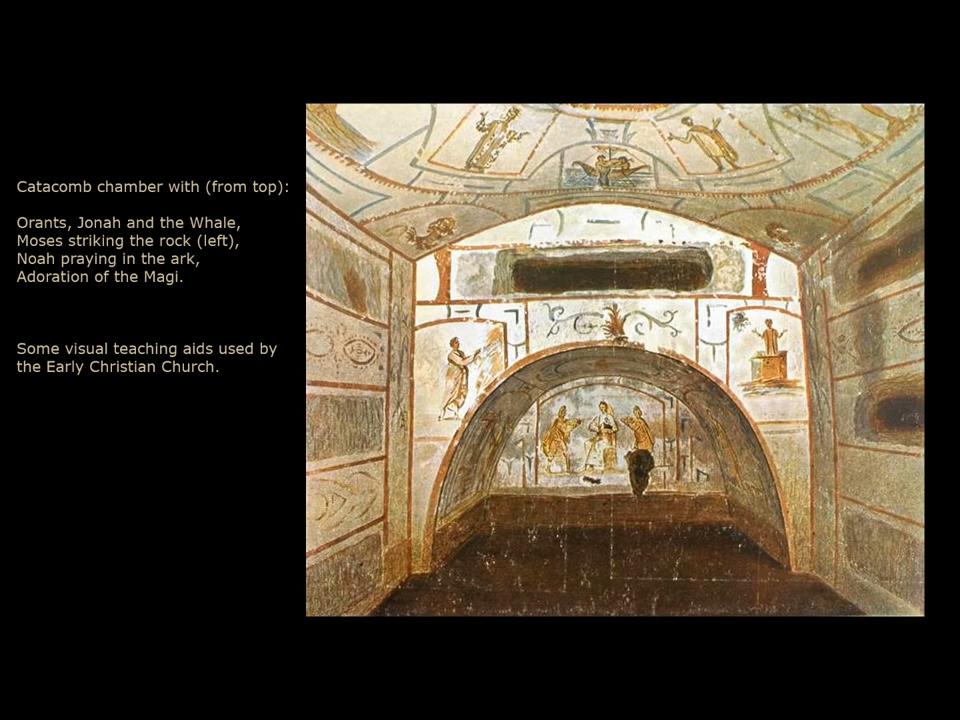 Catacomb chamber with (from top):
Orants, Jonah and the Whale,
Moses striking the rock (left),
Noah praying in the ark,
Adoration of the Magi.
Some visual teaching aids used by
the Early Christian Church.